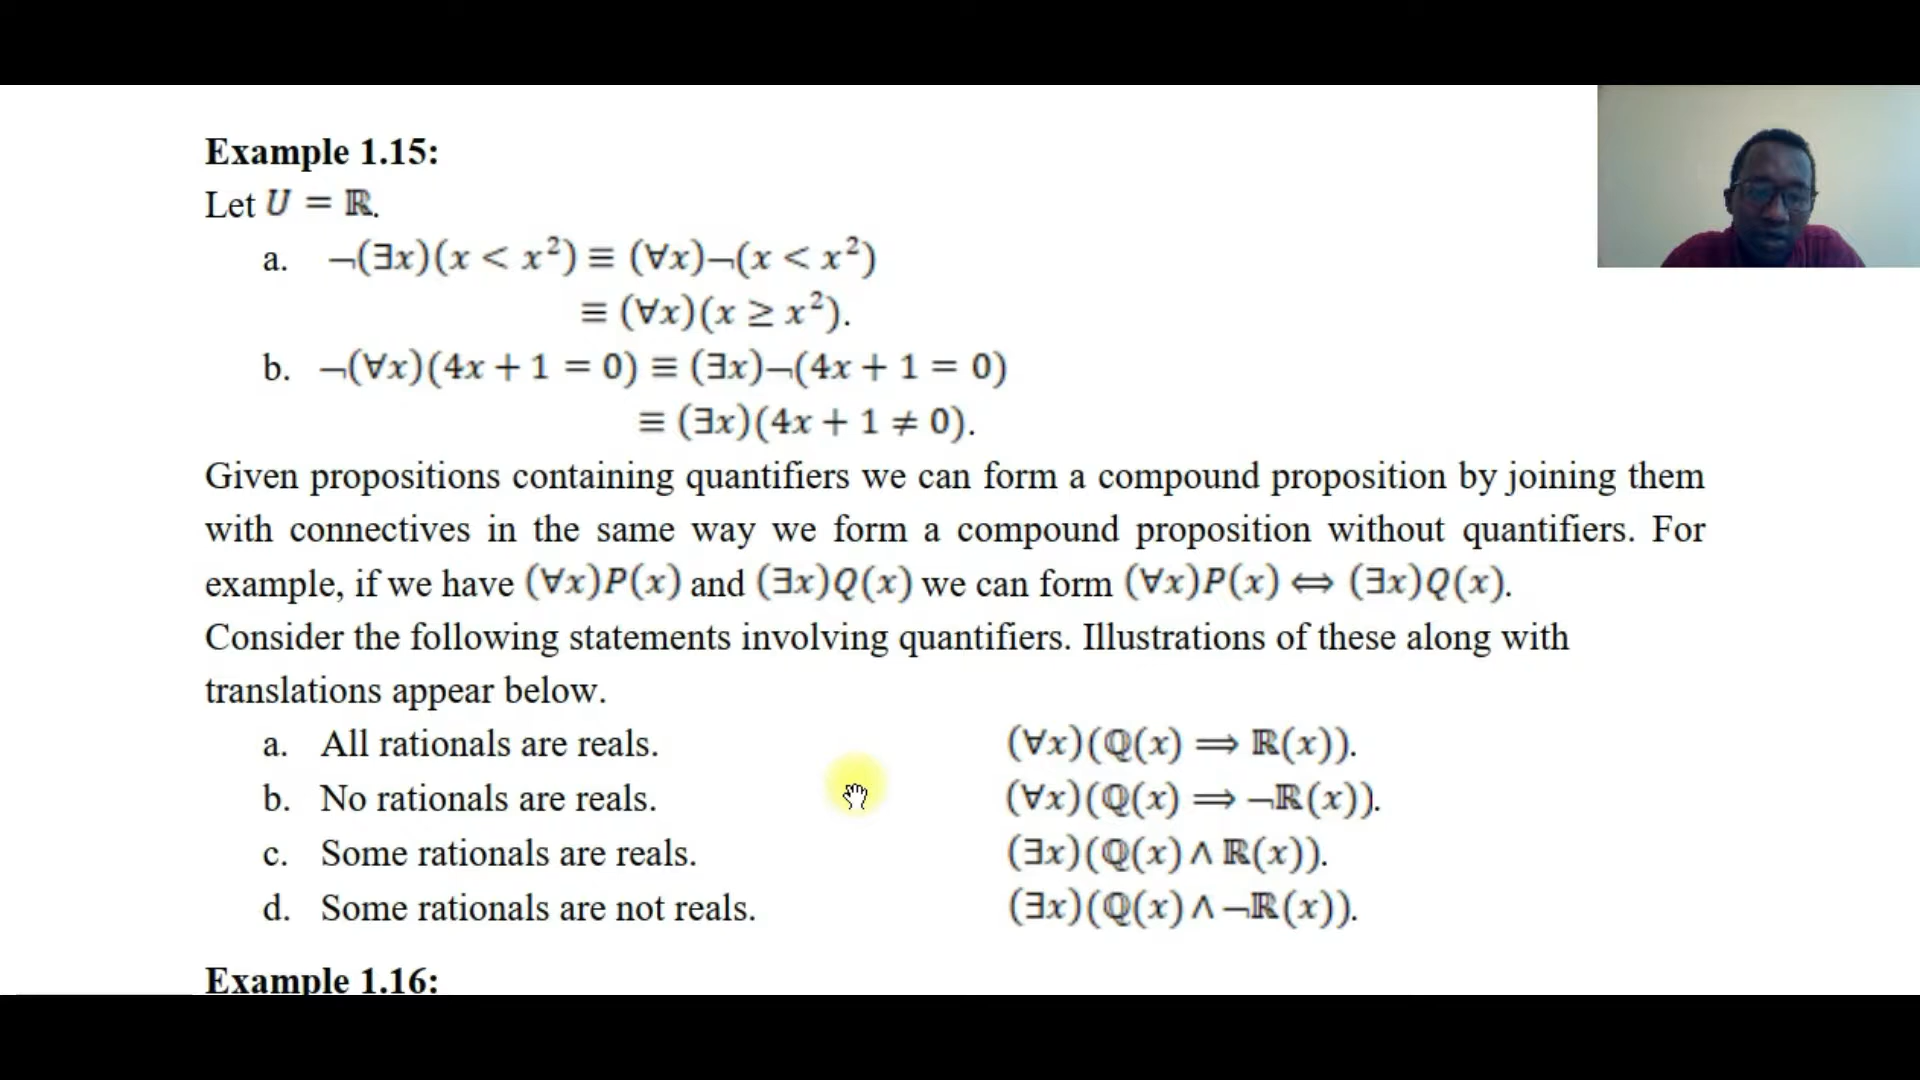 Example 1.15:
Let U = ℝ.
a. ¬(∃x)(x < x²) ≡ (∀x)¬(x < x²)
≡ (∀x)(x ≥ x²).
b. ¬(∀x)(4x + 1 = 0) ≡ (∃x)¬(4x + 1 = 0)
≡ (∃x)(4x + 1 ≠ 0).
Given propositions containing quantifiers we can form a compound proposition by joining them
with connectives in the same way we form a compound proposition without quantifiers. For
example, if we have (∀x)P(x) and (∃x)Q(x) we can form (∀x)P(x) ⟺ (∃x)Q(x).
Consider the following statements involving quantifiers. Illustrations of these along with
translations appear below.
a. All rationals are reals. (∀x)(ℚ(x) ⟹ ℝ(x)).
b. No rationals are reals. (∀x)(ℚ(x) ⟹ ¬ℝ(x)).
c. Some rationals are reals. (∃x)(ℚ(x) ∧ ℝ(x)).
d. Some rationals are not reals. (∃x)(ℚ(x) ∧ ¬ℝ(x)).
Example 1.16: